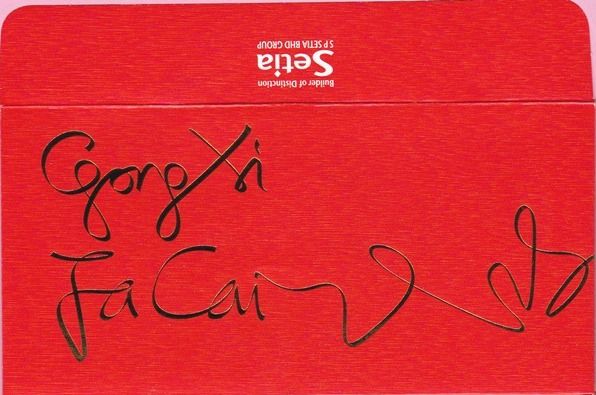 S P SETIA BHD GROUP
Setia
Builder of Distinction
Gong Xi
Fa Cai